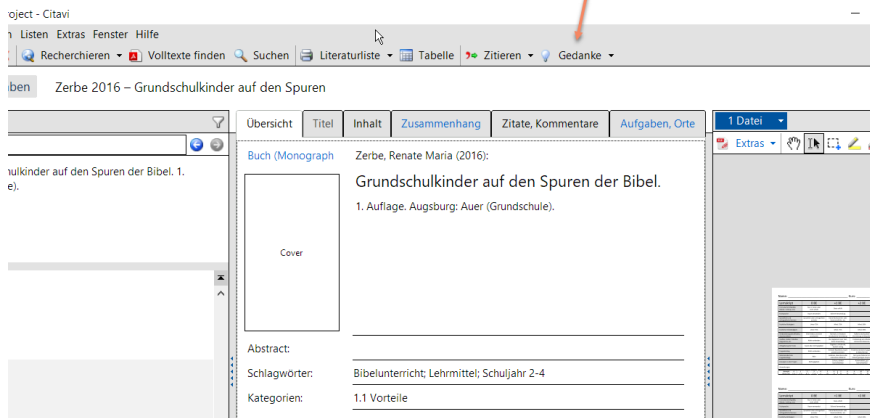 roject - Citavi
n Listen Extras Fenster Hilfe
Recherchieren Volltexte finden Suchen Literaturliste Tabelle Zitieren Gedanke
ben Zerbe 2016 – Grundschulkinder auf den Spuren
Übersicht Titel Inhalt Zusammenhang Zitate, Kommentare Aufgaben, Orte 1 Datei
Extras
Buch (Monograph Zerbe, Renate Maria (2016):
hulkinder auf den Spuren der Bibel. 1.
e).
Grundschulkinder auf den Spuren der Bibel.
1. Auflage. Augsburg: Auer (Grundschule).
Cover
Abstract:
Schlagwörter: Bibelunterricht; Lehrmittel; Schuljahr 2-4
Kategorien: 1.1 Vorteile